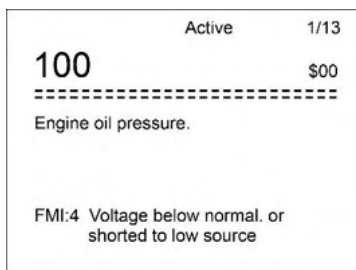 Active 1/13
100 $00
==========================
Engine oil pressure.
FMI:4 Voltage below normal. or
shorted to low source